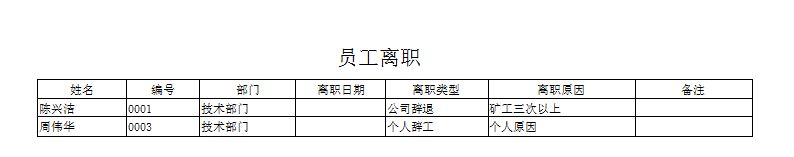 员工离职
姓名 编号 部门 离职日期 离职类型 离职原因 备注
陈兴洁 0001 技术部门 公司辞退 矿工三次以上
周伟华 0003 技术部门 个人辞工 个人原因